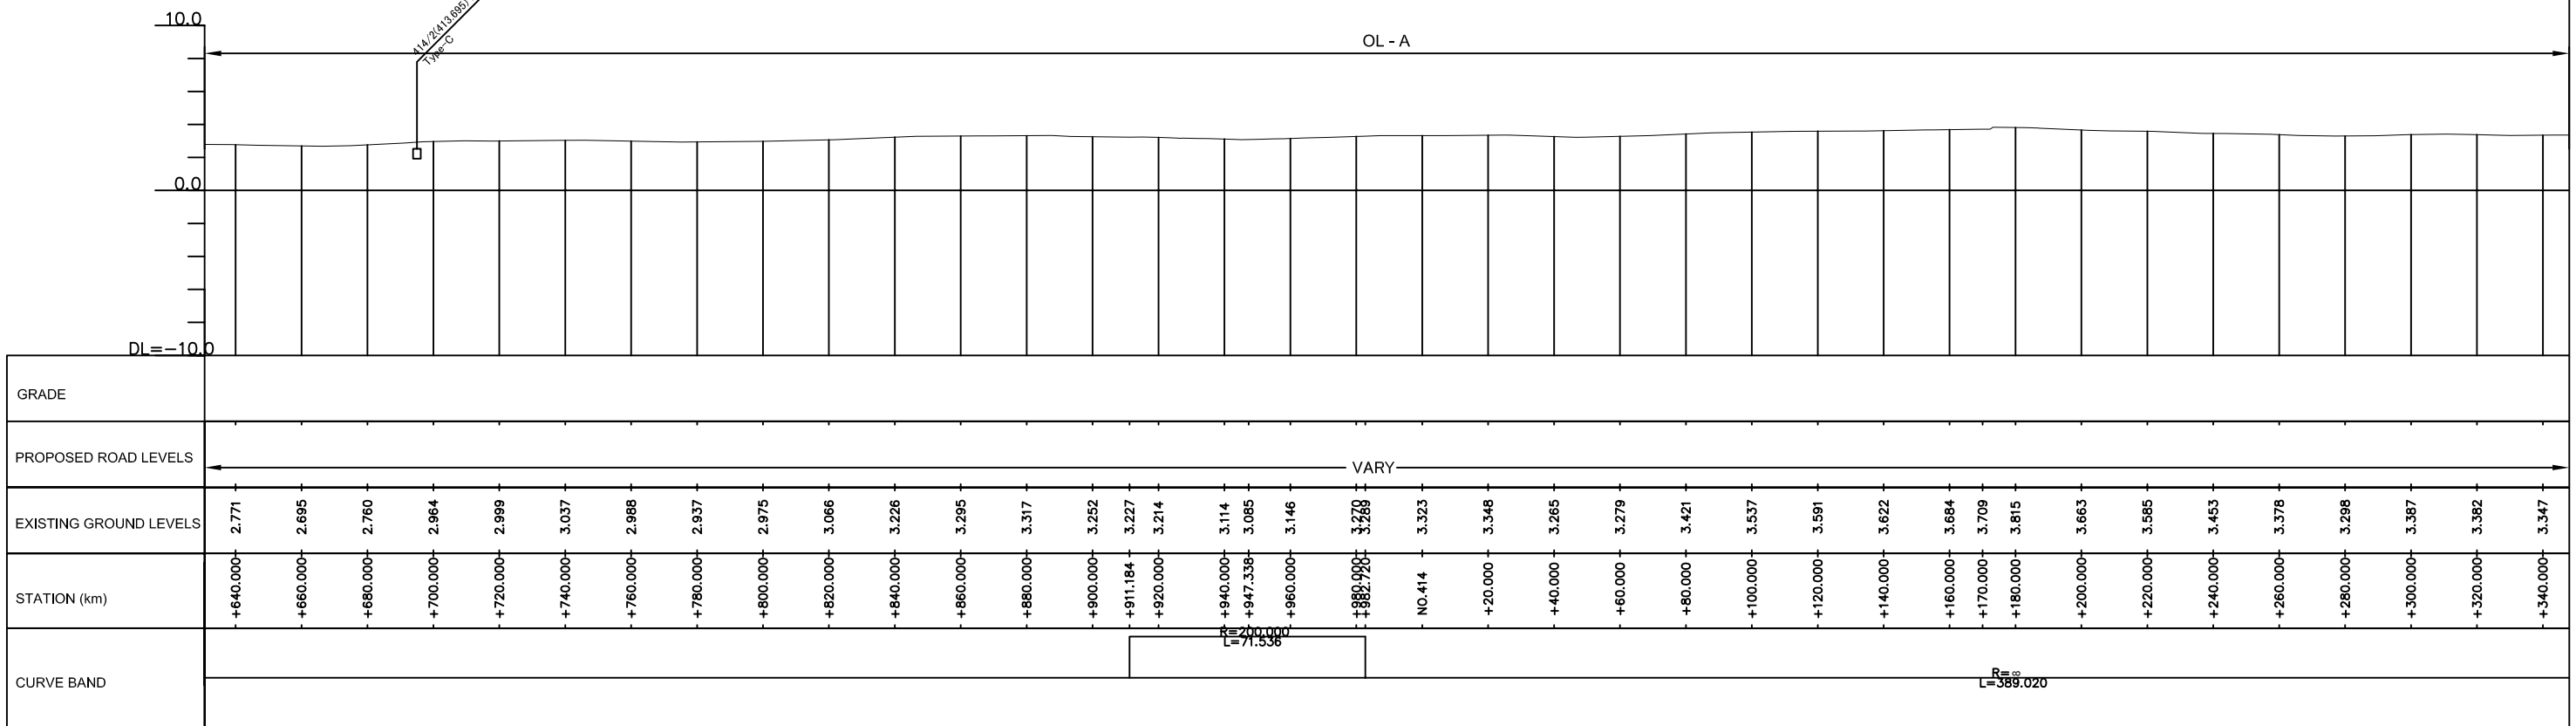 10.0
414/2(413.695)
Type-C
OL - A
0.0
DL=-10.0
GRADE
PROPOSED ROAD LEVELS
VARY
EXISTING GROUND LEVELS
2.771 2.695 2.760 2.964 2.999 3.037 2.988 2.937 2.975 3.066 3.226 3.295 3.317 3.252 3.227 3.214 3.114 3.085 3.146 3.270 3.289 3.323 3.348 3.265 3.279 3.421 3.537 3.591 3.622 3.684 3.709 3.815 3.663 3.585 3.453 3.378 3.298 3.387 3.382 3.347
STATION (km)
+640.000 +660.000 +680.000 +700.000 +720.000 +740.000 +760.000 +780.000 +800.000 +820.000 +840.000 +860.000 +880.000 +900.000 +911.184 +920.000 +940.000 +947.338 +960.000 +980.000 +982.720 NO.414 +20.000 +40.000 +60.000 +80.000 +100.000 +120.000 +140.000 +160.000 +170.000 +180.000 +200.000 +220.000 +240.000 +260.000 +280.000 +300.000 +320.000 +340.000
R=200.000
L=71.536
CURVE BAND
R=∞
L=389.020